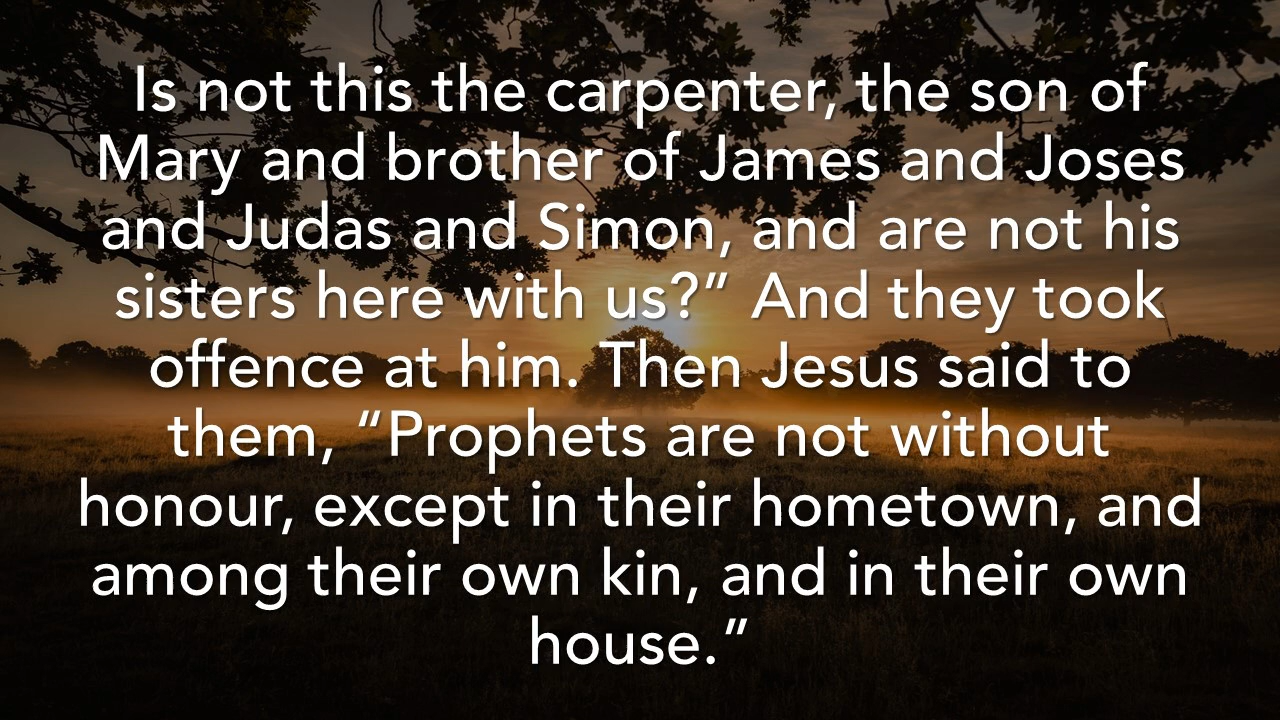 Is not this the carpenter, the son of
Mary and brother of James and Joses
and Judas and Simon, and are not his
sisters here with us?” And they took
offence at him. Then Jesus said to
them, “Prophets are not without
honour, except in their hometown, and
among their own kin, and in their own
house.”